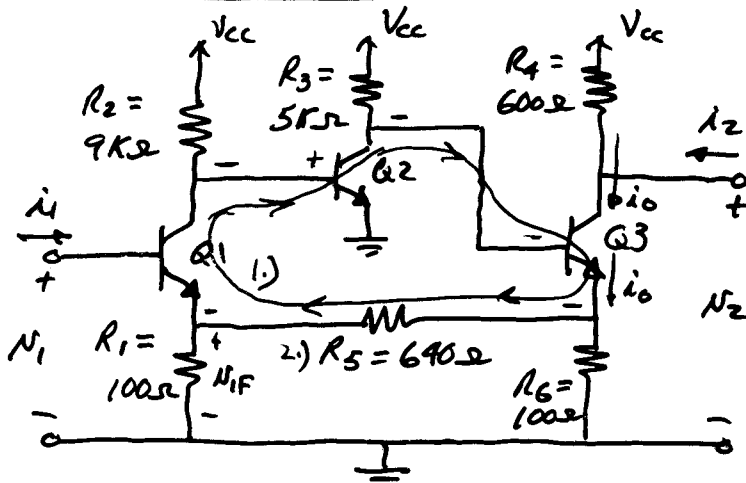 Vcc
Vcc
Vcc
R2 =
9KΩ
R3 =
5KΩ
R4 =
600Ω
i2
i1
Q2
io
Q1
Q3
1.)
io
+
-
+
-
-
-
-
+
+
v1
R1 =
100Ω
v1F
2.) R5 = 640Ω
R6 =
100Ω
v2
-
-
-